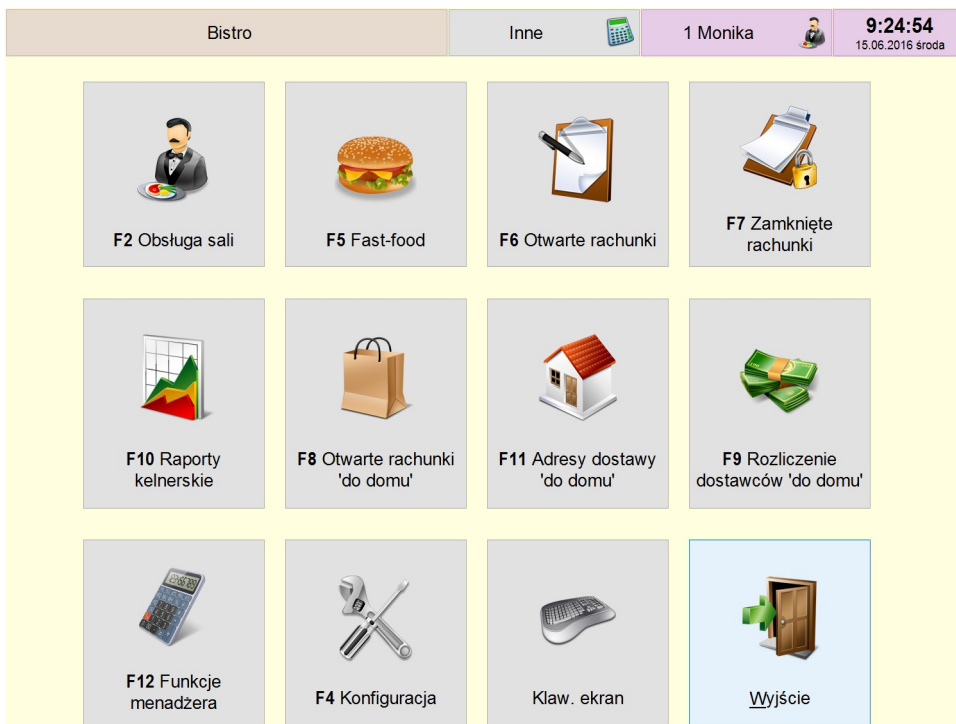 Bistro
Inne
1 Monika
9:24:54
15.06.2016 środa
F2 Obsługa sali
F5 Fast-food
F6 Otwarte rachunki
F7 Zamknięte
rachunki
F10 Raporty
kelnerskie
F8 Otwarte rachunki
'do domu'
F11 Adresy dostawy
'do domu'
F9 Rozliczenie
dostawców 'do domu'
F12 Funkcje
menadżera
F4 Konfiguracja
Klaw. ekran
Wyjście